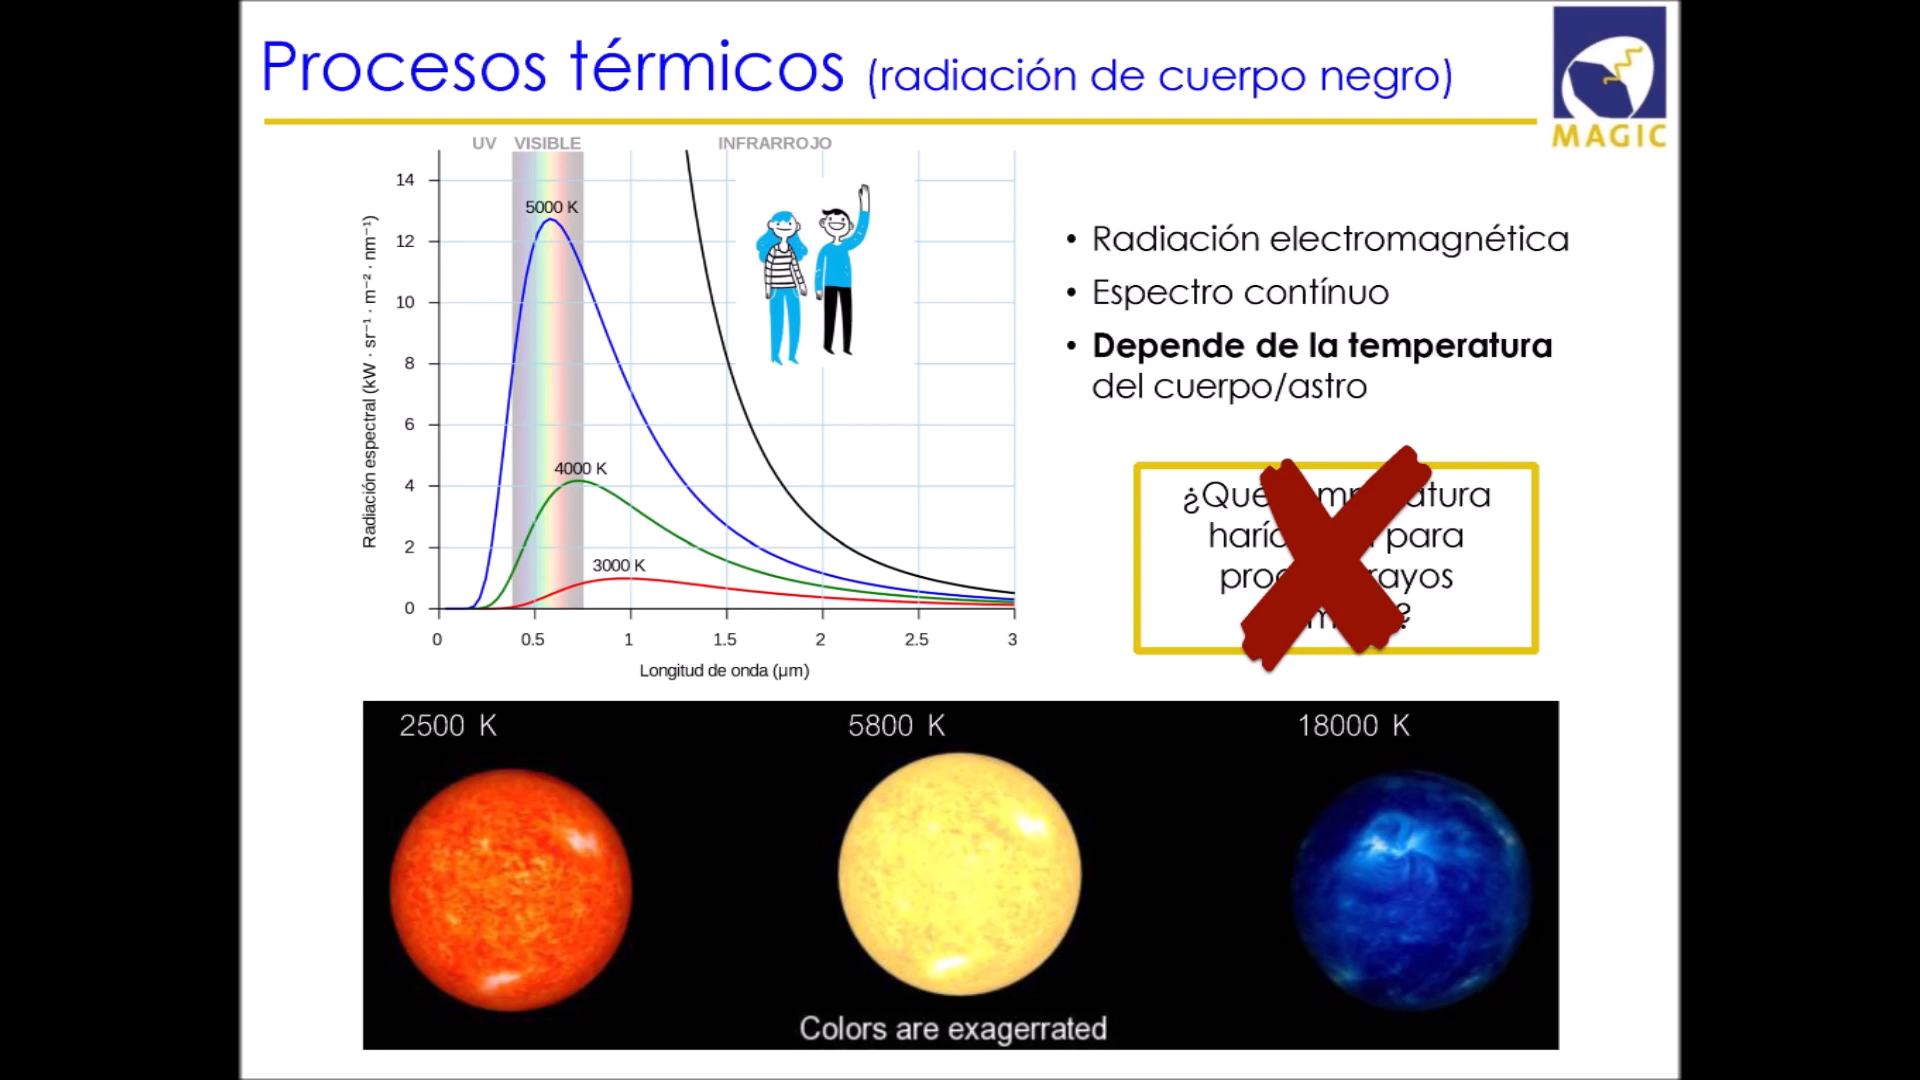 Procesos térmicos (radiación de cuerpo negro)
MAGIC
UV VISIBLE INFRARROJO
14
12
10
8
6
4
2
0
Radiación espectral (kW · sr⁻¹ · m⁻² · nm⁻¹)
5000 K
4000 K
3000 K
0 0.5 1 1.5 2 2.5 3
Longitud de onda (μm)
• Radiación electromagnética
• Espectro contínuo
• Depende de la temperatura
del cuerpo/astro
para
rayos
2500 K 5800 K 18000 K
Colors are exagerrated